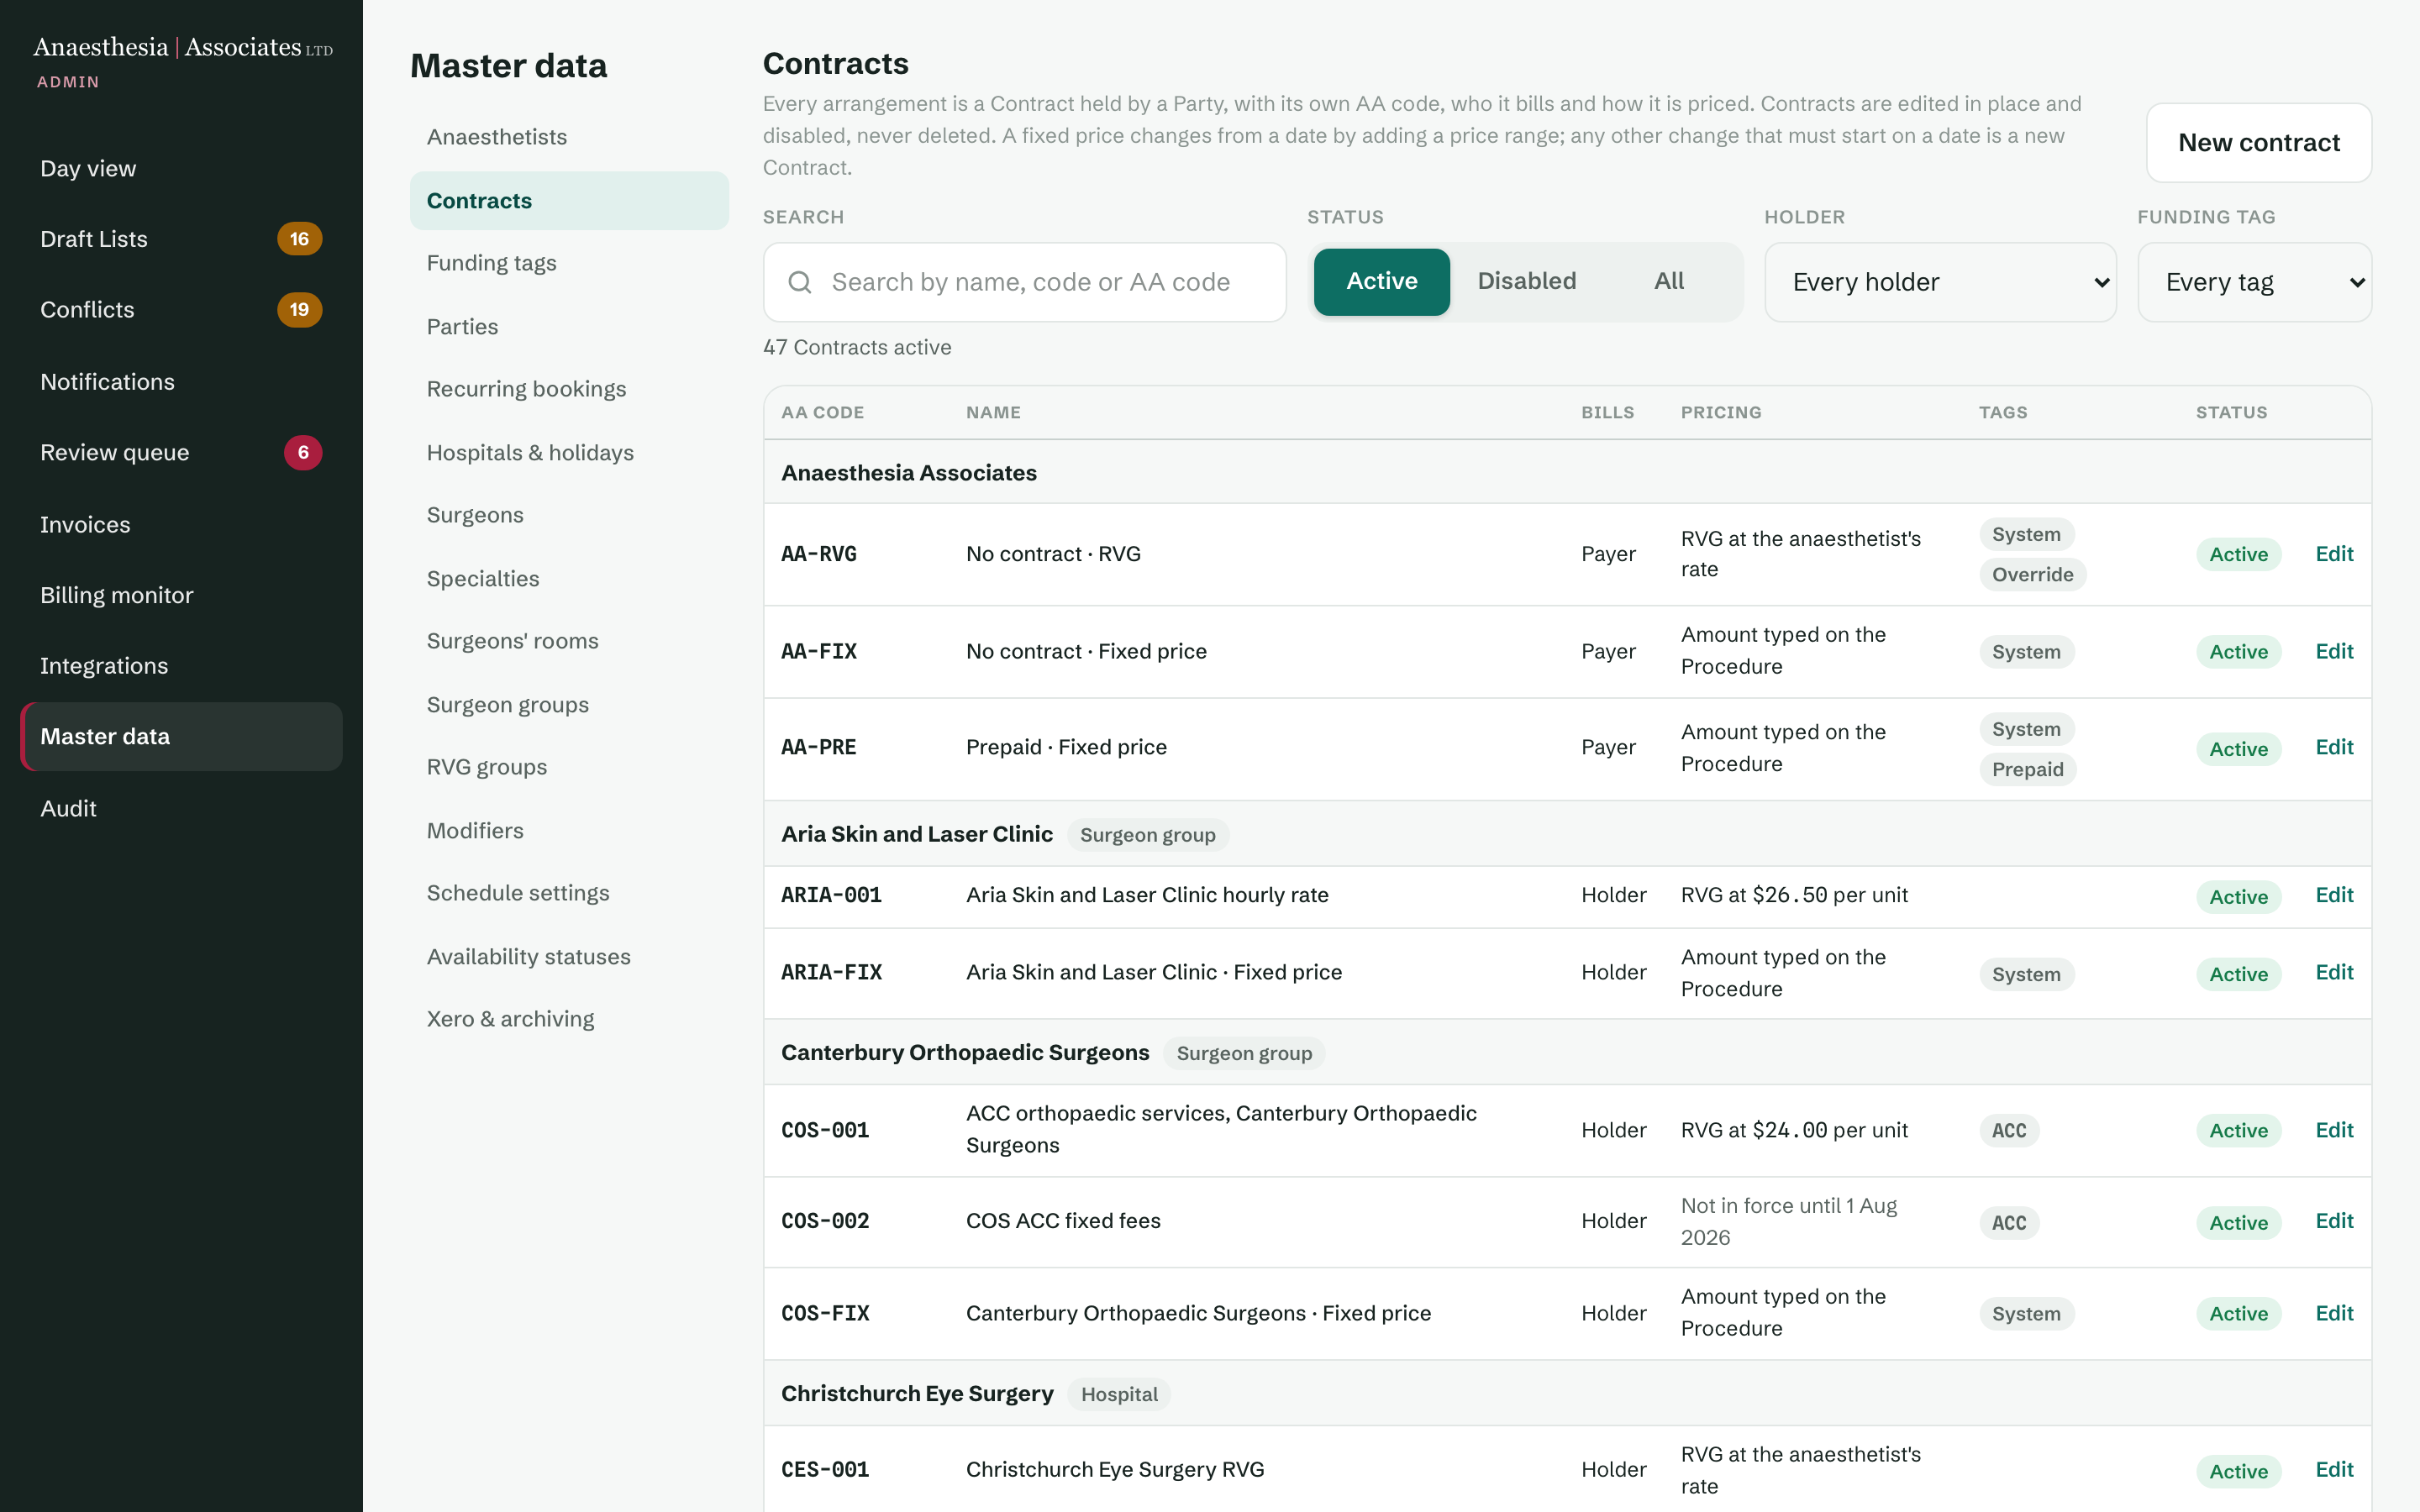 Anaesthesia | Associates LTD
ADMIN
Day view
Draft Lists 16
Conflicts 19
Notifications
Review queue 6
Invoices
Billing monitor
Integrations
Master data
Audit
Master data
Anaesthetists
Contracts
Funding tags
Parties
Recurring bookings
Hospitals & holidays
Surgeons
Specialties
Surgeons' rooms
Surgeon groups
RVG groups
Modifiers
Schedule settings
Availability statuses
Xero & archiving
Contracts
Every arrangement is a Contract held by a Party, with its own AA code, who it bills and how it is priced. Contracts are edited in place and
disabled, never deleted. A fixed price changes from a date by adding a price range; any other change that must start on a date is a new
Contract.
New contract
SEARCH STATUS HOLDER FUNDING TAG
Search by name, code or AA code Active Disabled All Every holder Every tag
47 Contracts active
AA CODE NAME BILLS PRICING TAGS STATUS
Anaesthesia Associates
AA-RVG No contract · RVG Payer RVG at the anaesthetist's
rate System
Override Active Edit
AA-FIX No contract · Fixed price Payer Amount typed on the
Procedure System Active Edit
AA-PRE Prepaid · Fixed price Payer Amount typed on the
Procedure System
Prepaid Active Edit
Aria Skin and Laser Clinic Surgeon group
ARIA-001 Aria Skin and Laser Clinic hourly rate Holder RVG at $26.50 per unit Active Edit
ARIA-FIX Aria Skin and Laser Clinic · Fixed price Holder Amount typed on the
Procedure System Active Edit
Canterbury Orthopaedic Surgeons Surgeon group
COS-001 ACC orthopaedic services, Canterbury Orthopaedic
Surgeons Holder RVG at $24.00 per unit ACC Active Edit
COS-002 COS ACC fixed fees Holder Not in force until 1 Aug
2026 ACC Active Edit
COS-FIX Canterbury Orthopaedic Surgeons · Fixed price Holder Amount typed on the
Procedure System Active Edit
Christchurch Eye Surgery Hospital
CES-001 Christchurch Eye Surgery RVG Holder RVG at the anaesthetist's
rate Active Edit